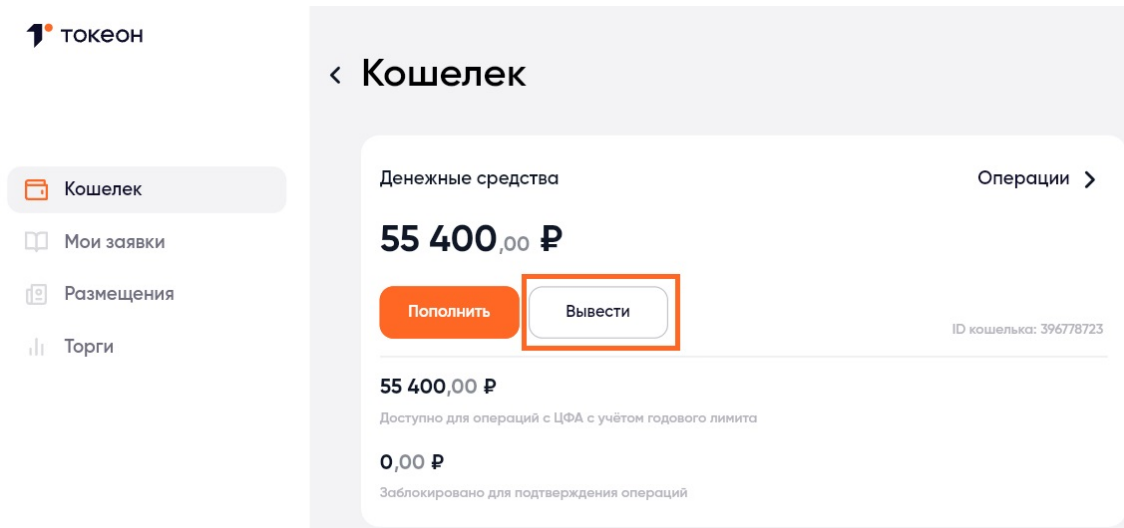 токеон
Кошелек
Кошелек
Мои заявки
Размещения
Торги
Денежные средства
Операции
55 400,00 ₽
Пополнить
Вывести
ID кошелька: 396778723
55 400,00 ₽
Доступно для операций с ЦФА с учётом годового лимита
0,00 ₽
Заблокировано для подтверждения операций